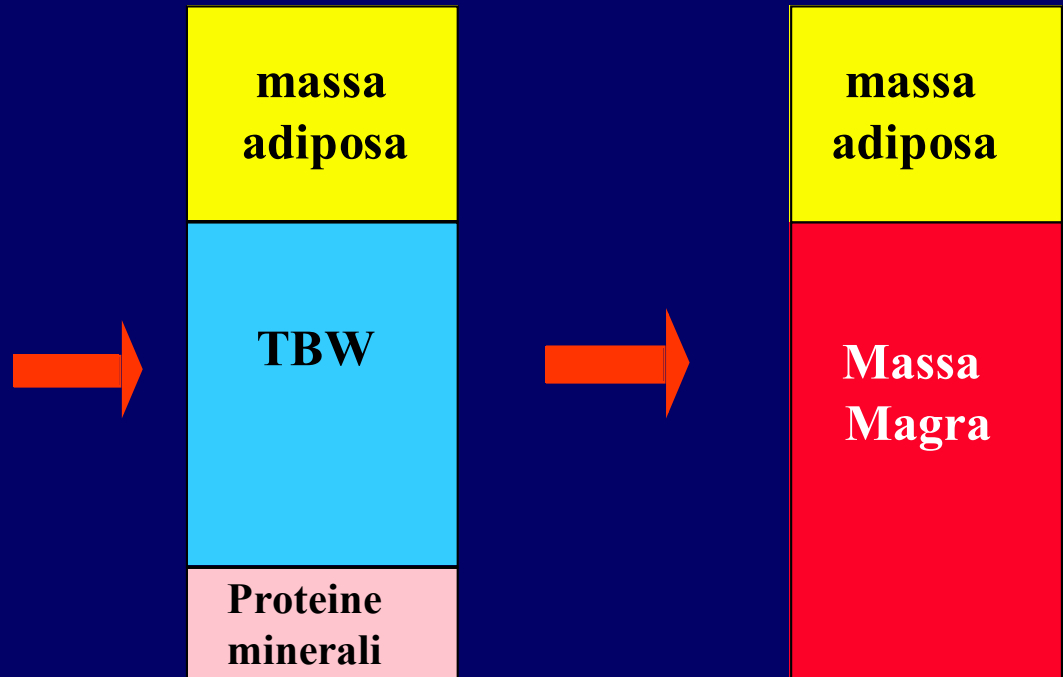 massa
adiposa
TBW
Proteine
minerali
massa
adiposa
Massa
Magra